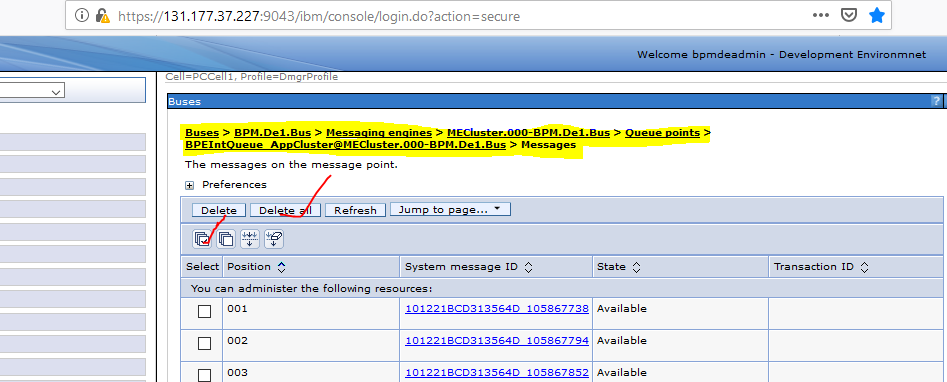 https://131.177.37.227:9043/ibm/console/login.do?action=secure
Welcome bpmdeadmin - Development Environmnet
Cell=PCCell1, Profile=DmgrProfile
Buses ?
Buses > BPM.De1.Bus > Messaging engines > MECluster.000-BPM.De1.Bus > Queue points >
BPEIntQueue_AppCluster@MECluster.000-BPM.De1.Bus > Messages
The messages on the message point.
Preferences
Delete Delete all Refresh Jump to page...
Select Position System message ID State Transaction ID
You can administer the following resources:
001 101221BCD313564D_105867738 Available
002 101221BCD313564D_105867794 Available
003 101221BCD313564D_105867852 Available